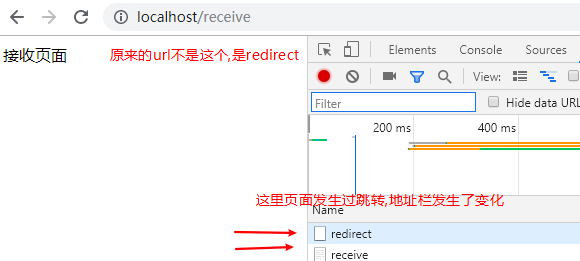 localhost/receive
接收页面
原来的url不是这个,是redirect
Elements Console Sources
View:
Filter
Hide data URL
200 ms 400 ms
这里页面发生过跳转,地址栏发生了变化
Name
redirect
receive